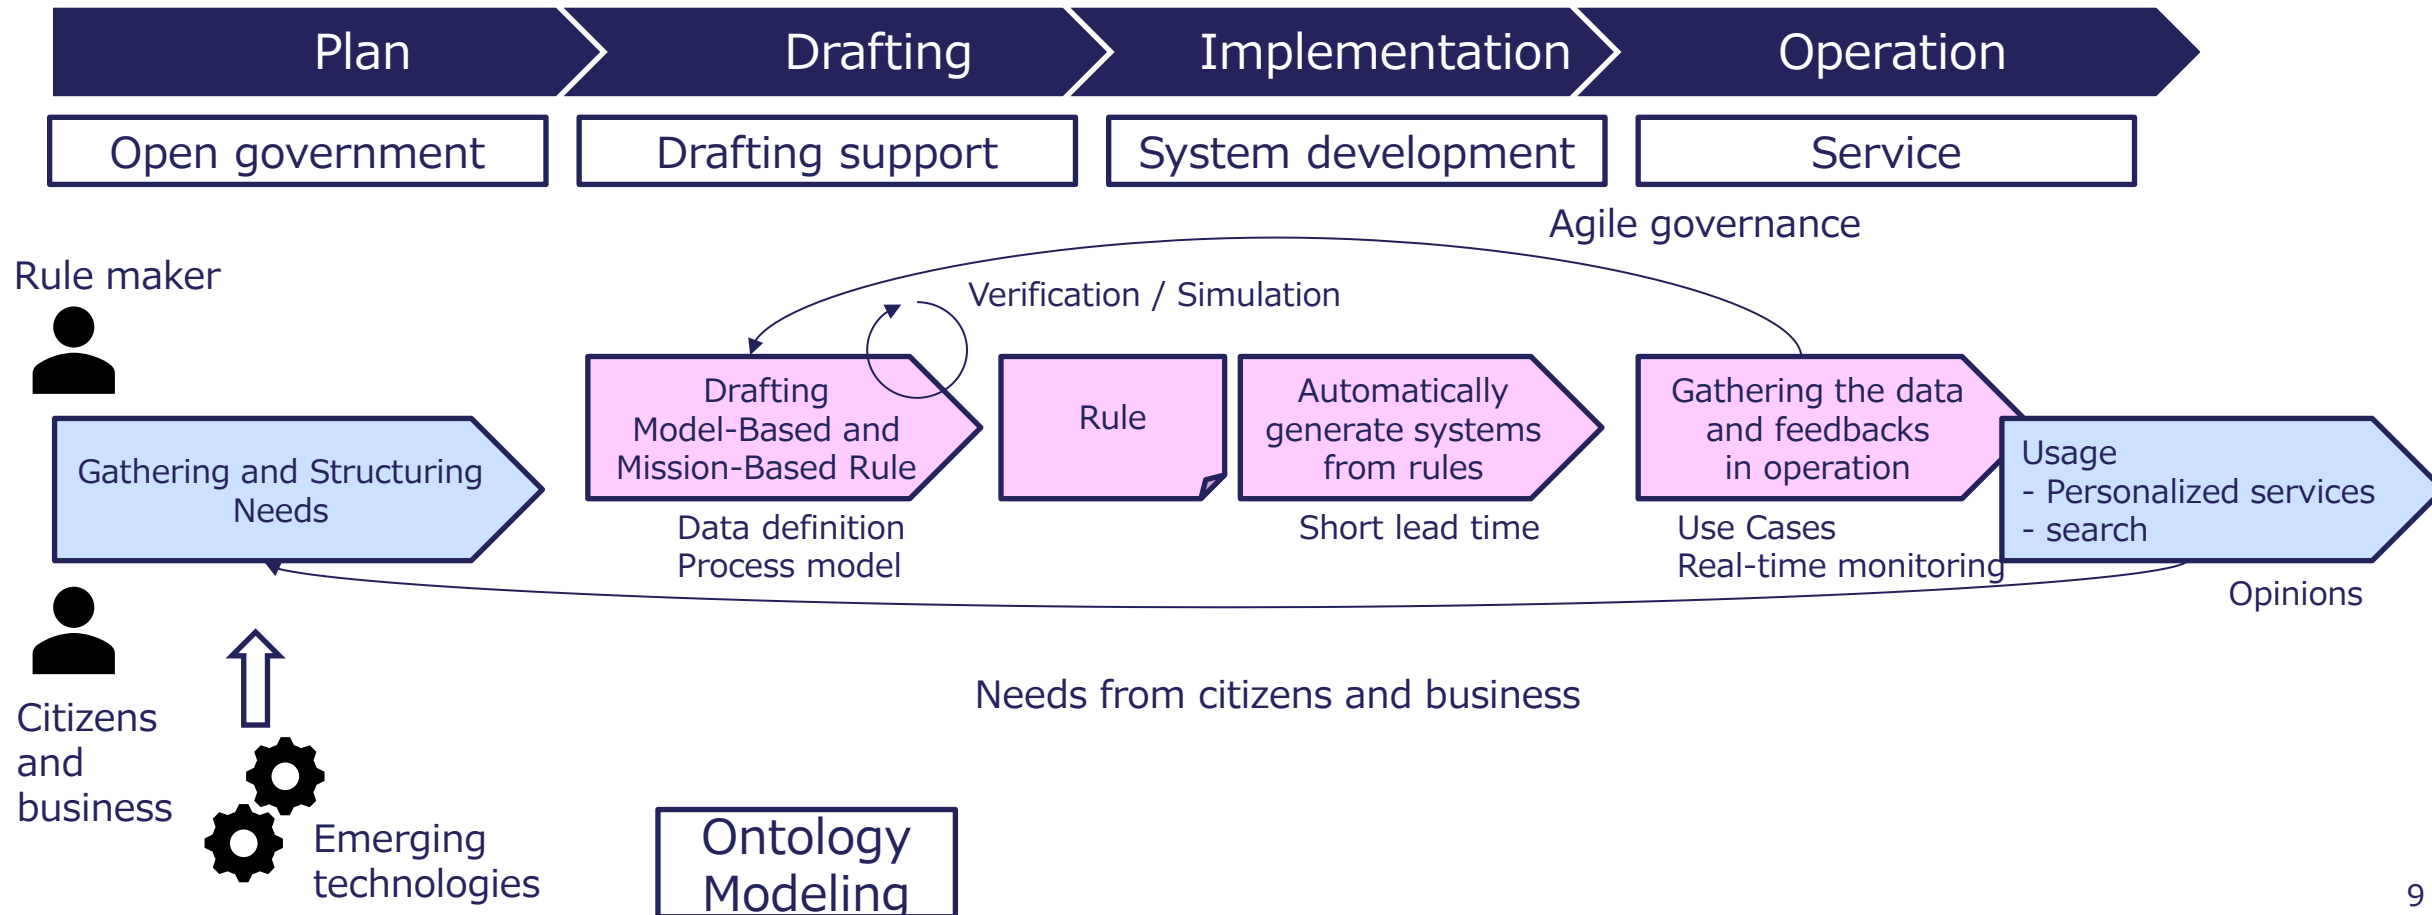 Plan
Drafting
Implementation
Operation
Open government
Drafting support
System development
Service
Agile governance
Rule maker
Verification / Simulation
Drafting
Model-Based and
Mission-Based Rule
Rule
Automatically
generate systems
from rules
Gathering the data
and feedbacks
in operation
Gathering and Structuring
Needs
Usage
- Personalized services
- search
Data definition
Process model
Short lead time
Use Cases
Real-time monitoring
Opinions
Needs from citizens and business
Citizens
and
business
Emerging
technologies
Ontology
Modeling
9